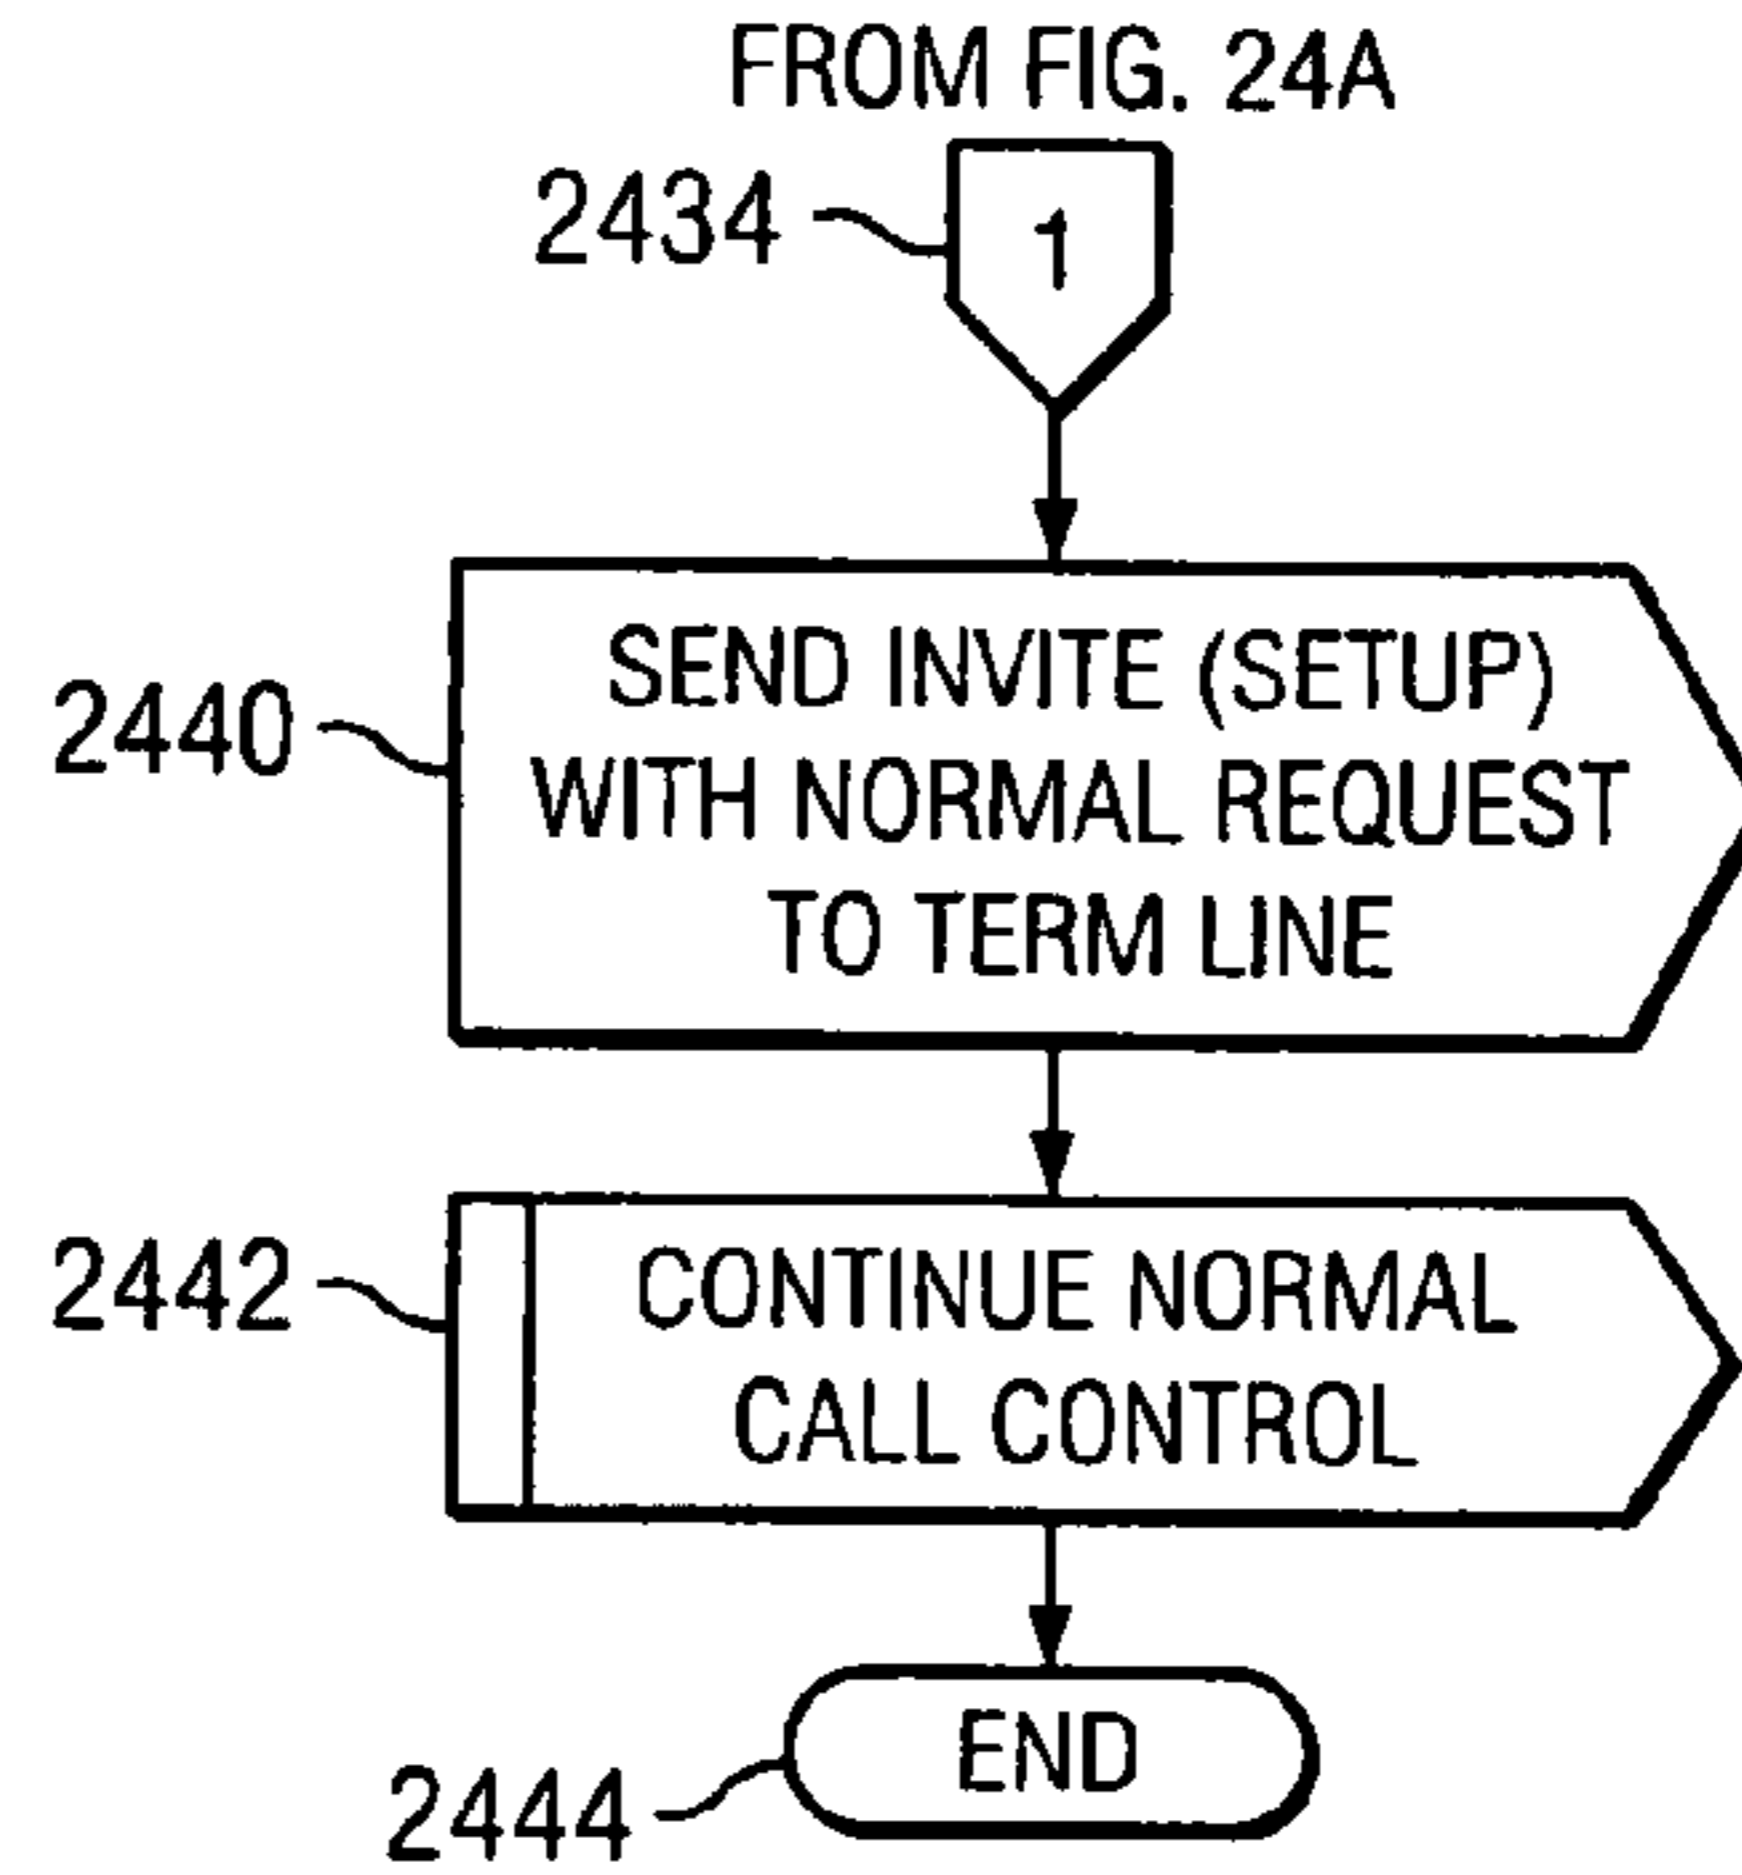 FROM FIG. 24A
2434
1
2440
SEND INVITE (SETUP)
WITH NORMAL REQUEST
TO TERM LINE
2442
CONTINUE NORMAL
CALL CONTROL
END
2444